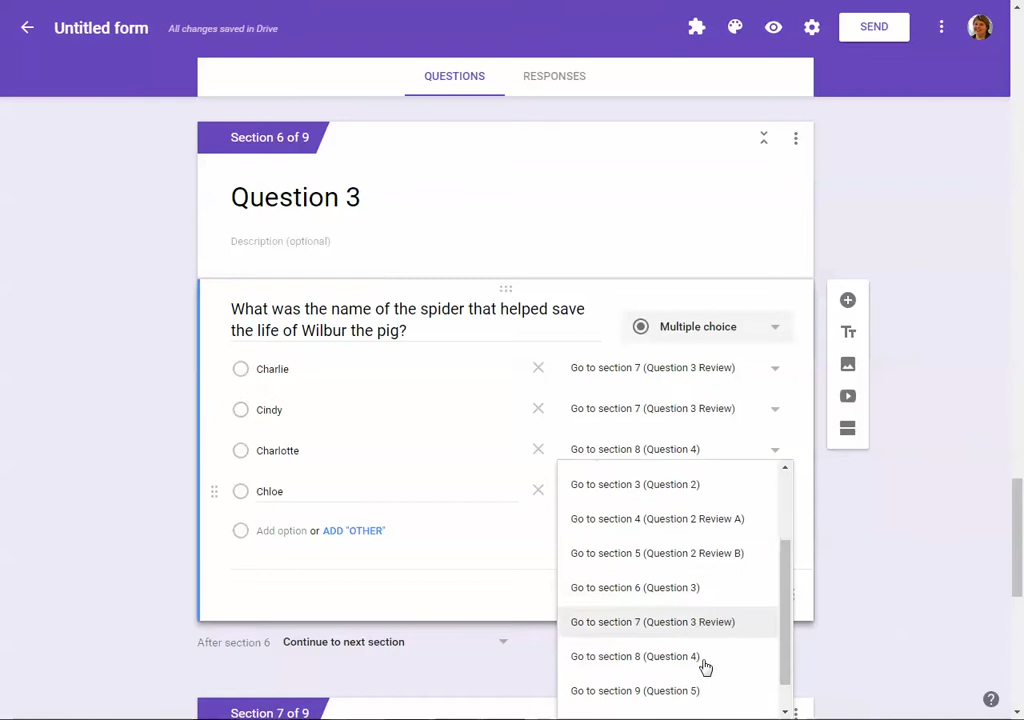 Untitled form
All changes saved in Drive
SEND
QUESTIONS
RESPONSES
Section 6 of 9
Question 3
Description (optional)
What was the name of the spider that helped save
the life of Wilbur the pig?
Multiple choice
Charlie
Go to section 7 (Question 3 Review)
Cindy
Go to section 7 (Question 3 Review)
Charlotte
Go to section 8 (Question 4)
Chloe
Add option or ADD "OTHER"
Go to section 3 (Question 2)
Go to section 4 (Question 2 Review A)
Go to section 5 (Question 2 Review B)
Go to section 6 (Question 3)
Go to section 7 (Question 3 Review)
Go to section 8 (Question 4)
Go to section 9 (Question 5)
After section 6 Continue to next section
Section 7 of 9